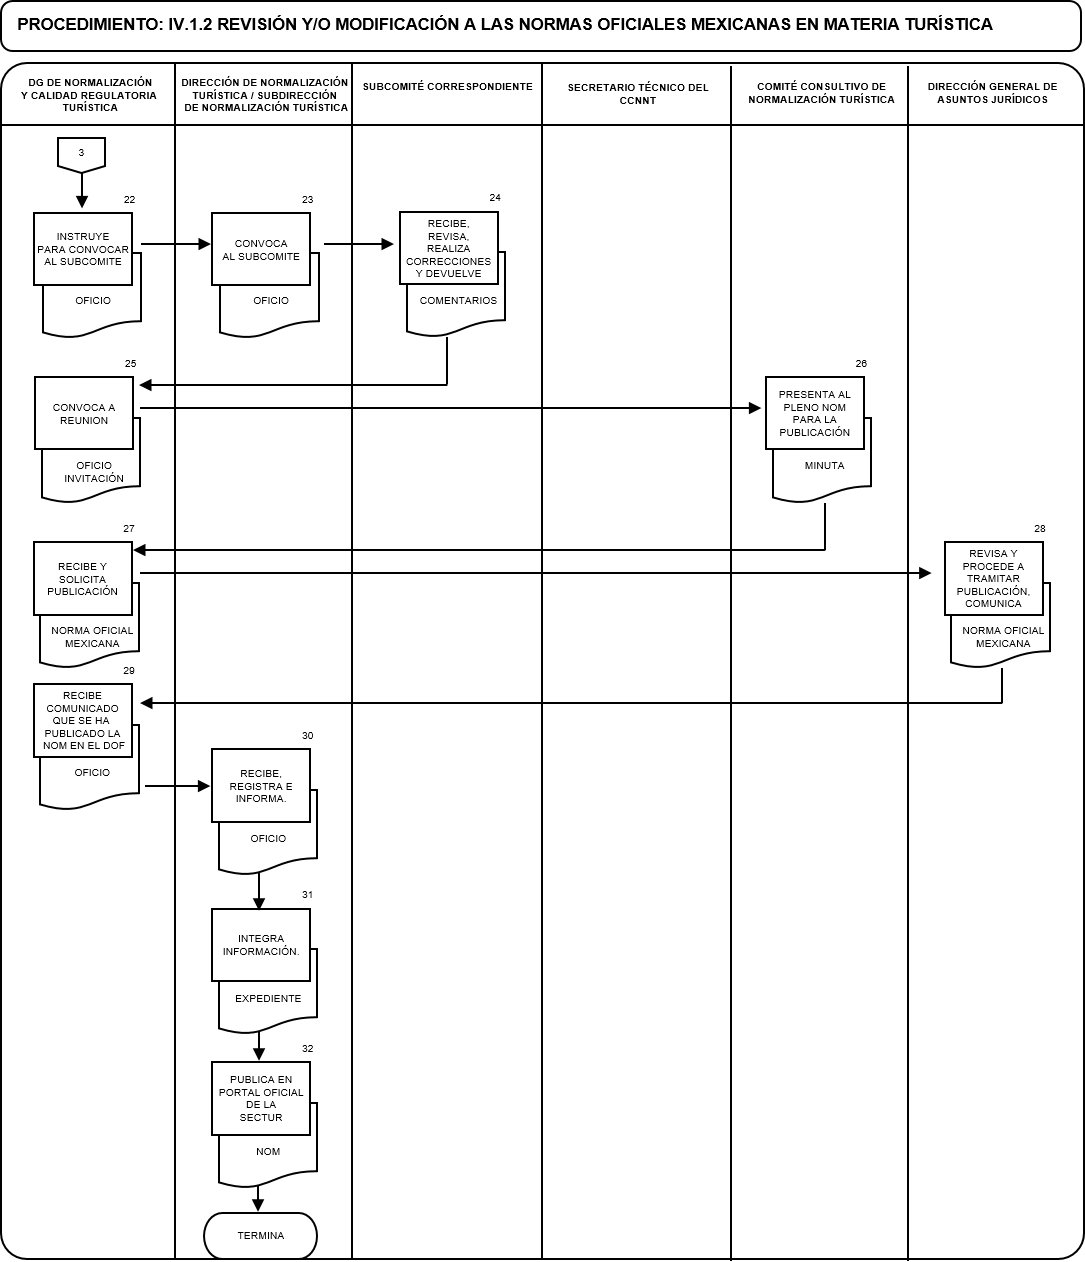 PROCEDIMIENTO: IV.1.2 REVISIÓN Y/O MODIFICACIÓN A LAS NORMAS OFICIALES MEXICANAS EN MATERIA TURÍSTICA
DG DE NORMALIZACIÓN
Y CALIDAD REGULATORIA
TURÍSTICA
DIRECCIÓN DE NORMALIZACIÓN
TURÍSTICA / SUBDIRECCIÓN
DE NORMALIZACIÓN TURÍSTICA
SUBCOMITÉ CORRESPONDIENTE
SECRETARIO TÉCNICO DEL
CCNNT
COMITÉ CONSULTIVO DE
NORMALIZACIÓN TURÍSTICA
DIRECCIÓN GENERAL DE
ASUNTOS JURÍDICOS
3
22
INSTRUYE
PARA CONVOCAR
AL SUBCOMITE
OFICIO
23
CONVOCA
AL SUBCOMITE
OFICIO
24
RECIBE,
REVISA,
REALIZA
CORRECCIONES
Y DEVUELVE
COMENTARIOS
25
CONVOCA A
REUNION
OFICIO
INVITACIÓN
26
PRESENTA AL
PLENO NOM
PARA LA
PUBLICACIÓN
MINUTA
27
RECIBE Y
SOLICITA
PUBLICACIÓN
NORMA OFICIAL
MEXICANA
28
REVISA Y
PROCEDE A
TRAMITAR
PUBLICACIÓN,
COMUNICA
NORMA OFICIAL
MEXICANA
29
RECIBE
COMUNICADO
QUE SE HA
PUBLICADO LA
NOM EN EL DOF
OFICIO
30
RECIBE,
REGISTRA E
INFORMA.
OFICIO
31
INTEGRA
INFORMACIÓN.
EXPEDIENTE
32
PUBLICA EN
PORTAL OFICIAL
DE LA
SECTUR
NOM
TERMINA